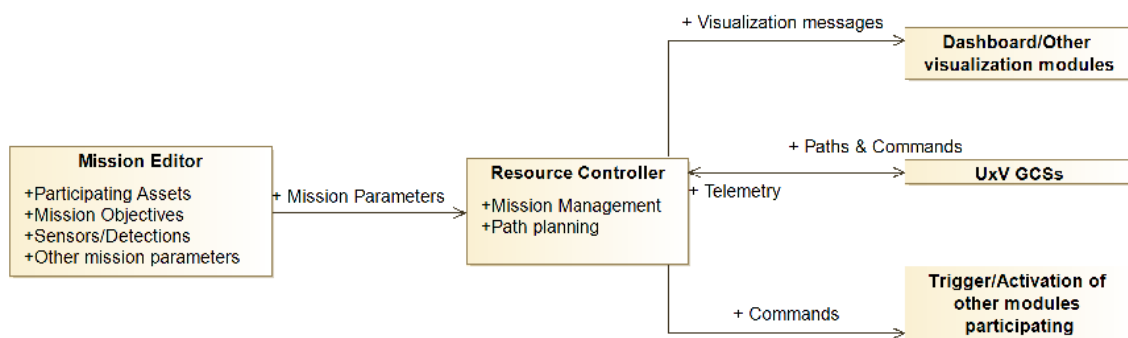 + Visualization messages
Dashboard/Other
visualization modules
Mission Editor
+Participating Assets
+Mission Objectives
+Sensors/Detections
+Other mission parameters
+ Mission Parameters
Resource Controller
+Mission Management
+Path planning
+ Paths & Commands
+ Telemetry
UxV GCSs
+ Commands
Trigger/Activation of
other modules
participating